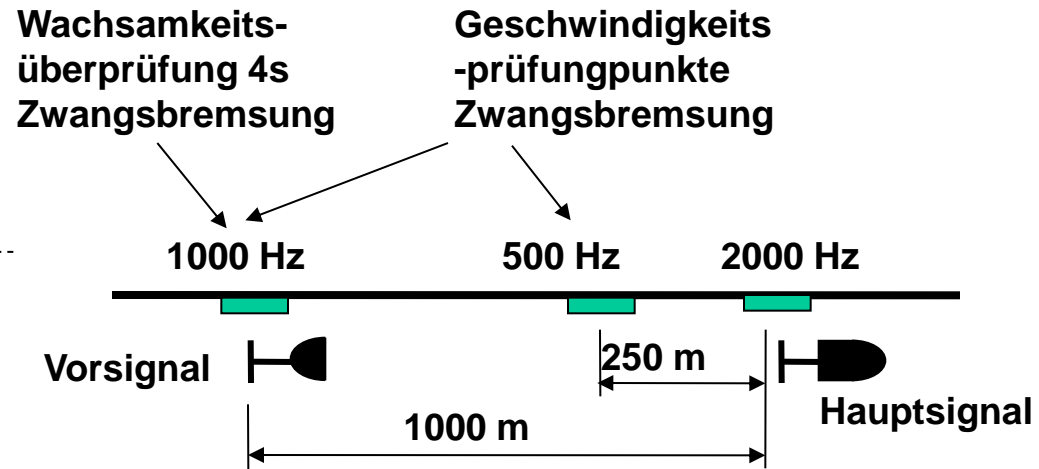 Wachsamkeits-
überprüfung 4s
Zwangsbremsung
Geschwindigkeits
-prüfungpunkte
Zwangsbremsung
1000 Hz
500 Hz
2000 Hz
Vorsignal
250 m
Hauptsignal
1000 m